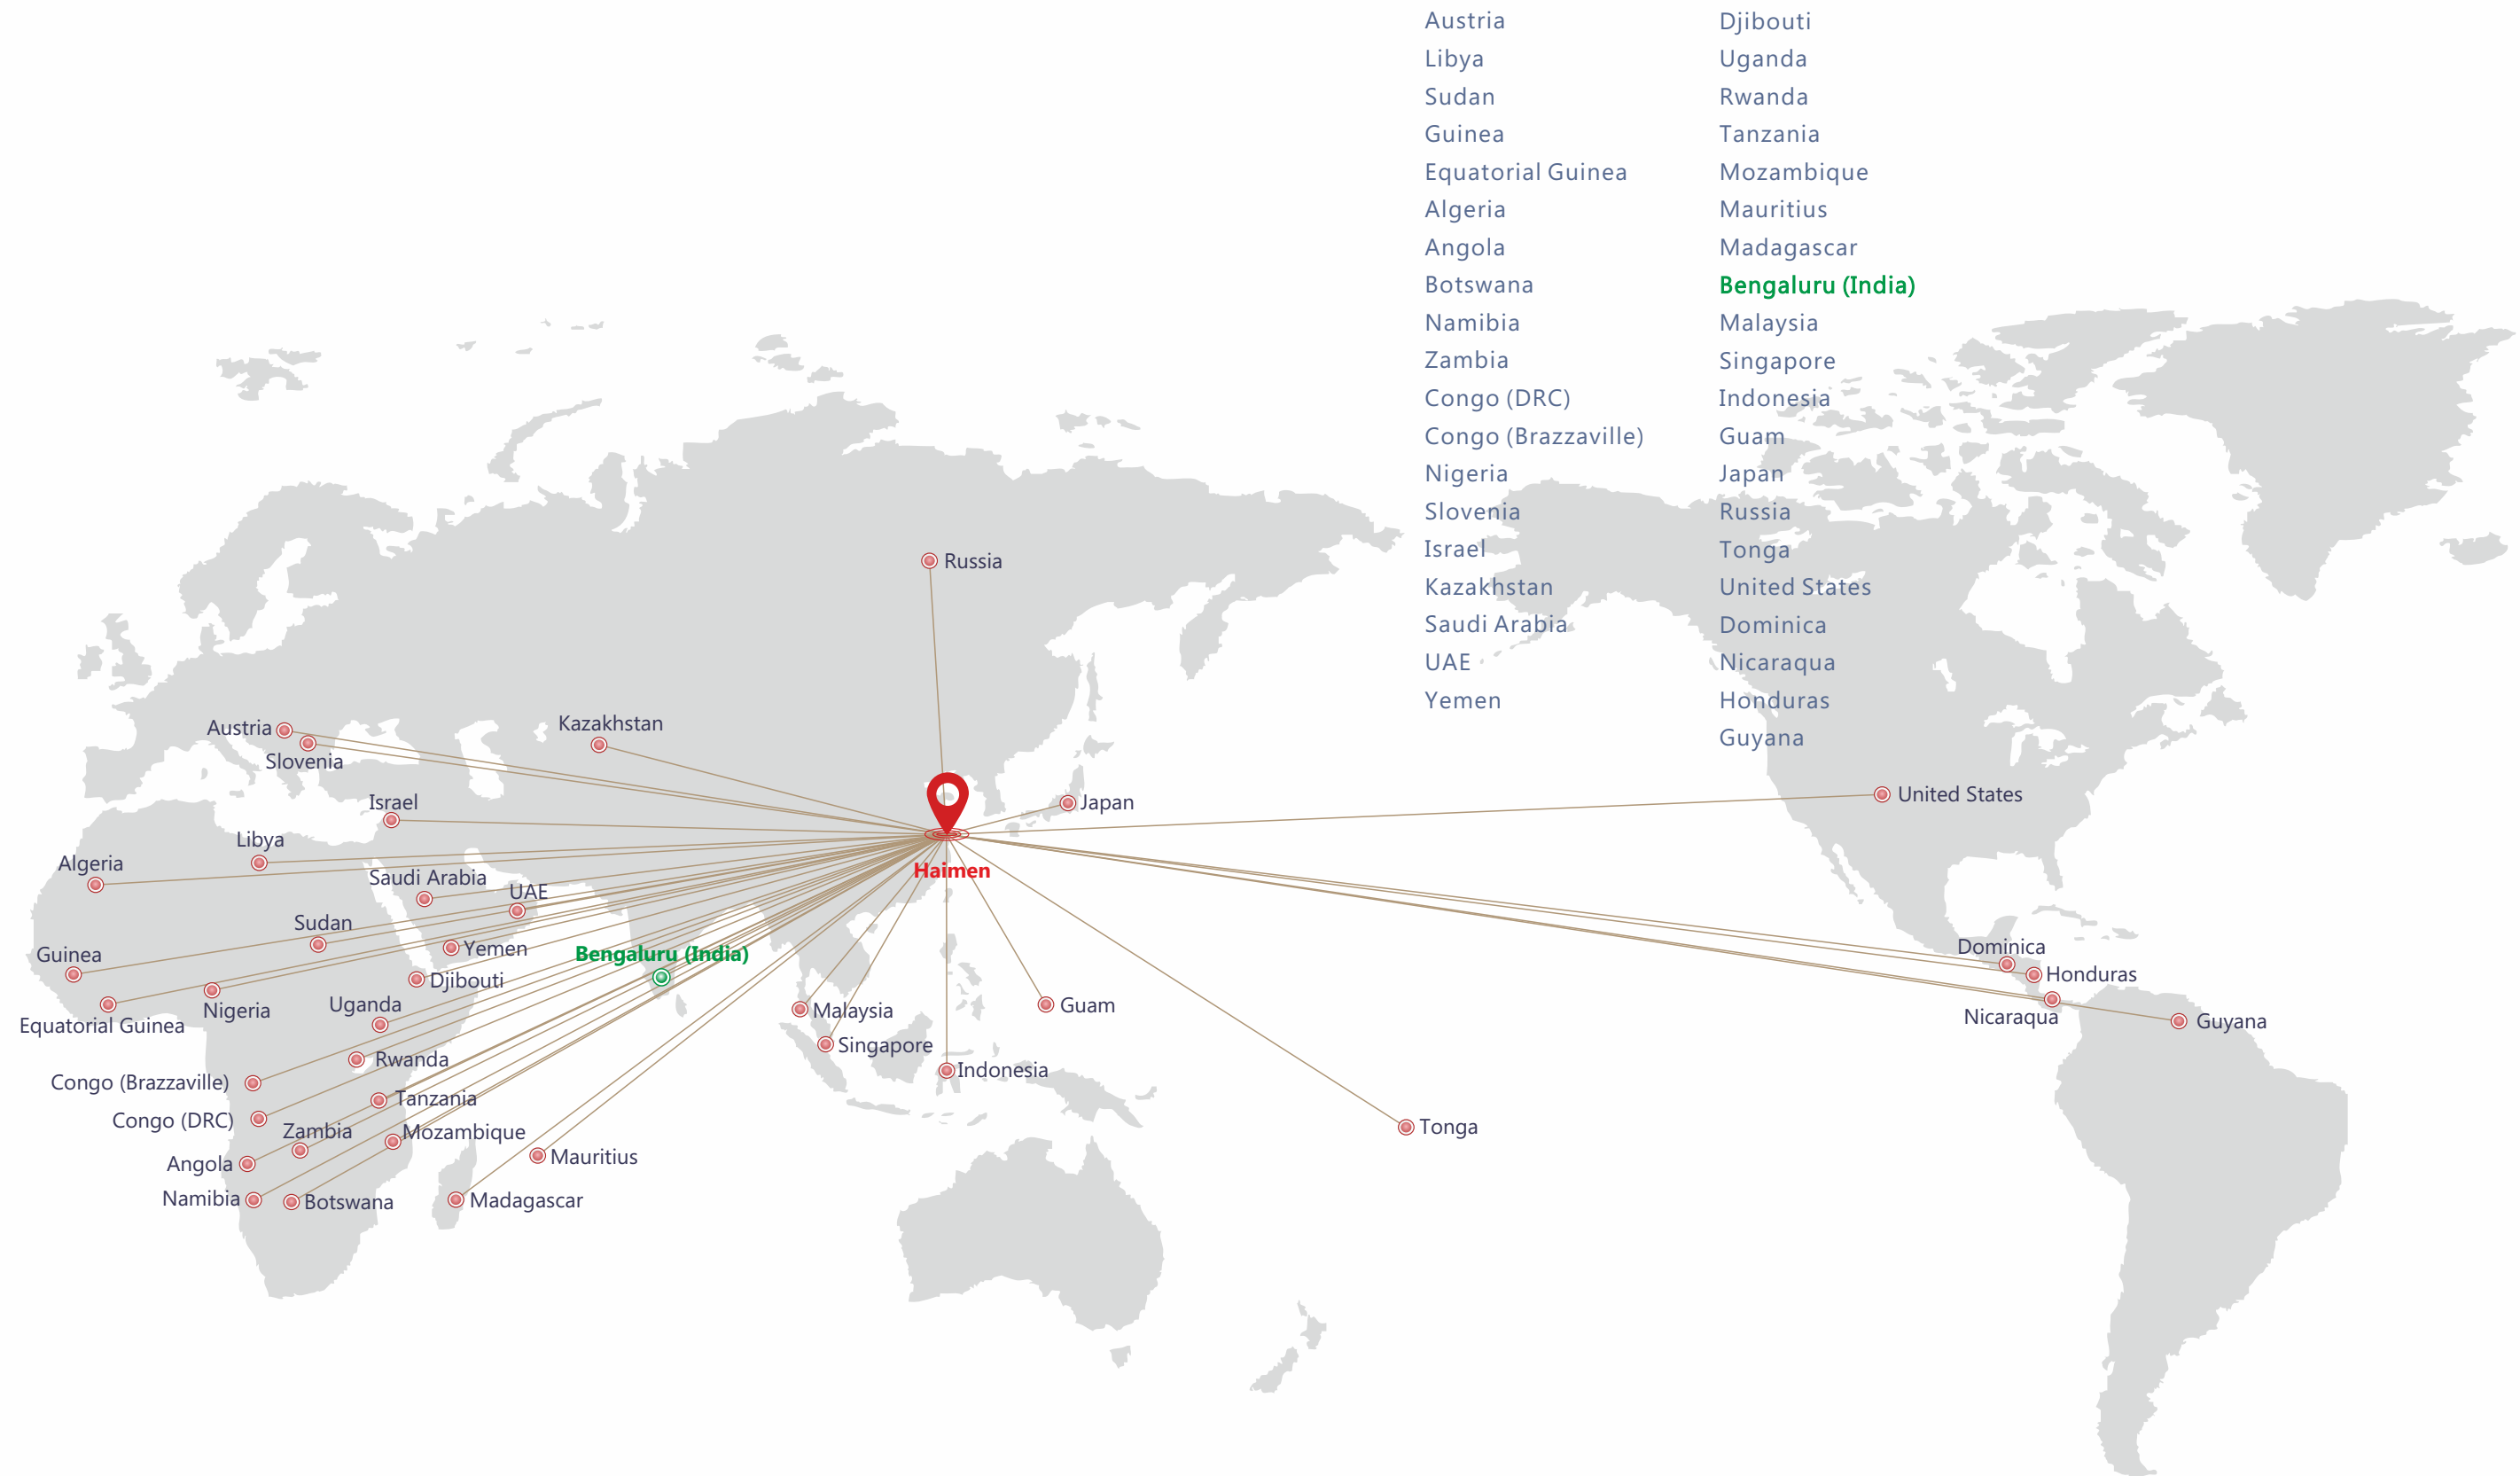 Austria
Libya
Sudan
Guinea
Equatorial Guinea
Algeria
Angola
Botswana
Namibia
Zambia
Congo (DRC)
Congo (Brazzaville)
Nigeria
Slovenia
Israel
Kazakhstan
Saudi Arabia
UAE
Yemen
Djibouti
Uganda
Rwanda
Tanzania
Mozambique
Mauritius
Madagascar
Bengaluru (India)
Malaysia
Singapore
Indonesia
Guam
Japan
Russia
Tonga
United States
Dominica
Nicaraqua
Honduras
Guyana
Russia
Kazakhstan
Austria
Slovenia
Israel
Japan
United States
Libya
Algeria
Haimen
Saudi Arabia
UAE
Sudan
Yemen
Dominica
Guinea
Bengaluru (India)
Honduras
Djibouti
Uganda
Guam
Nigeria
Malaysia
Nicaraqua
Guyana
Equatorial Guinea
Singapore
Rwanda
Indonesia
Congo (Brazzaville)
Tanzania
Congo (DRC)
Tonga
Zambia
Mozambique
Mauritius
Angola
Namibia
Botswana
Madagascar